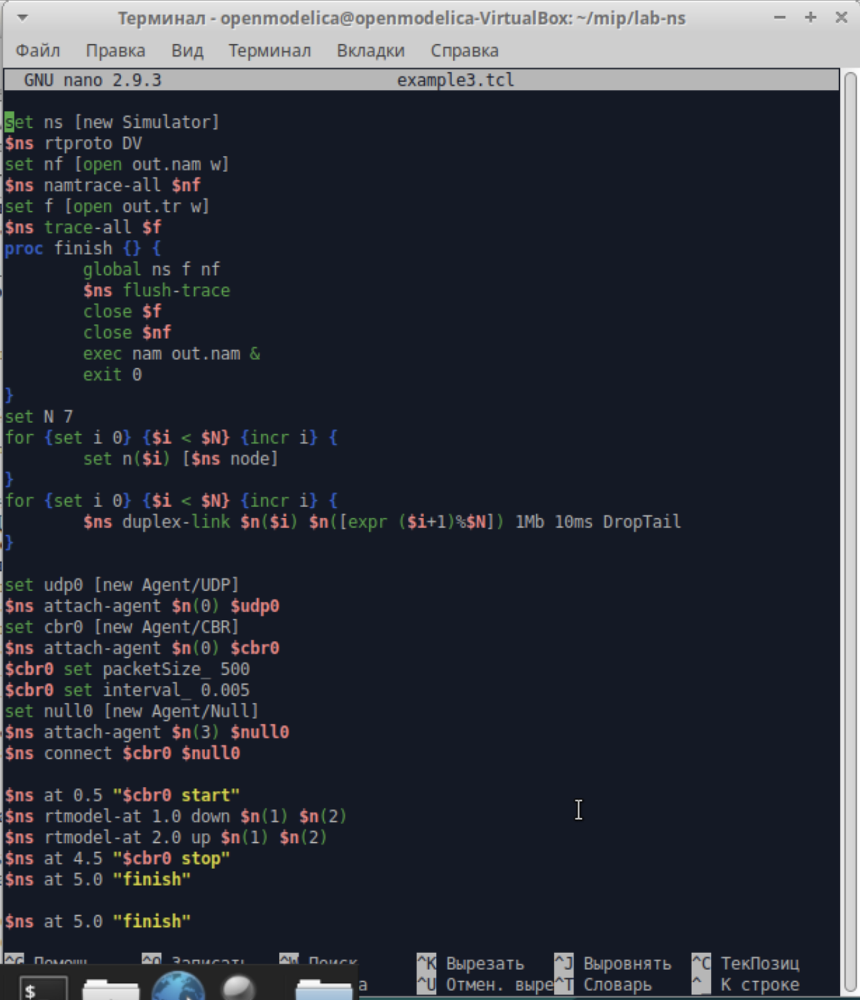 Терминал - openmodelica@openmodelica-VirtualBox: ~/mip/lab-ns
Файл Правка Вид Терминал Вкладки Справка
GNU nano 2.9.3 example3.tcl
set ns [new Simulator]
$ns rtproto DV
set nf [open out.nam w]
$ns namtrace-all $nf
set f [open out.tr w]
$ns trace-all $f
proc finish {} {
global ns f nf
$ns flush-trace
close $f
close $nf
exec nam out.nam &
exit 0
}
set N 7
for {set i 0} {$i < $N} {incr i} {
set n($i) [$ns node]
}
for {set i 0} {$i < $N} {incr i} {
$ns duplex-link $n($i) $n([expr ($i+1)%$N]) 1Mb 10ms DropTail
}
set udp0 [new Agent/UDP]
$ns attach-agent $n(0) $udp0
set cbr0 [new Agent/CBR]
$ns attach-agent $n(0) $cbr0
$cbr0 set packetSize_ 500
$cbr0 set interval_ 0.005
set null0 [new Agent/Null]
$ns attach-agent $n(3) $null0
$ns connect $cbr0 $null0
$ns at 0.5 "$cbr0 start"
$ns rtmodel-at 1.0 down $n(1) $n(2)
$ns rtmodel-at 2.0 up $n(1) $n(2)
$ns at 4.5 "$cbr0 stop"
$ns at 5.0 "finish"
$ns at 5.0 "finish"
^G Помощь ^O Записать ^W Поиск ^K Вырезать ^J Выровнять ^C ТекПозиц
а ^U Отмен. выре ^T Словарь ^_ К строке
$